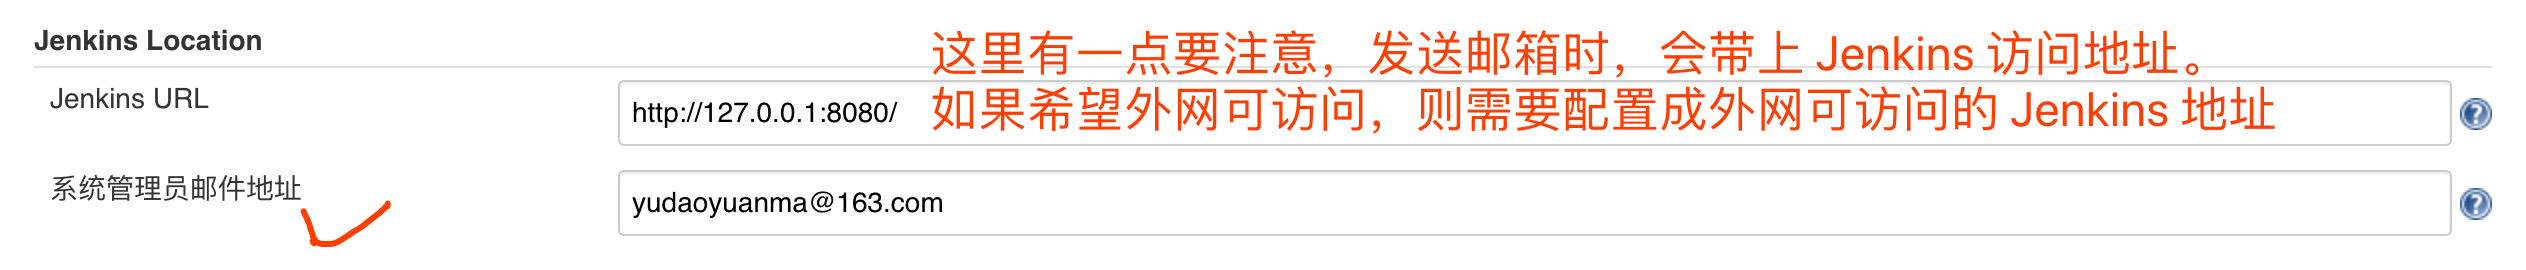 Jenkins Location
这里有一点要注意，发送邮箱时，会带上 Jenkins 访问地址。
Jenkins URL
http://127.0.0.1:8080/
如果希望外网可访问，则需要配置成外网可访问的 Jenkins 地址
系统管理员邮件地址
yudaoyuanma@163.com